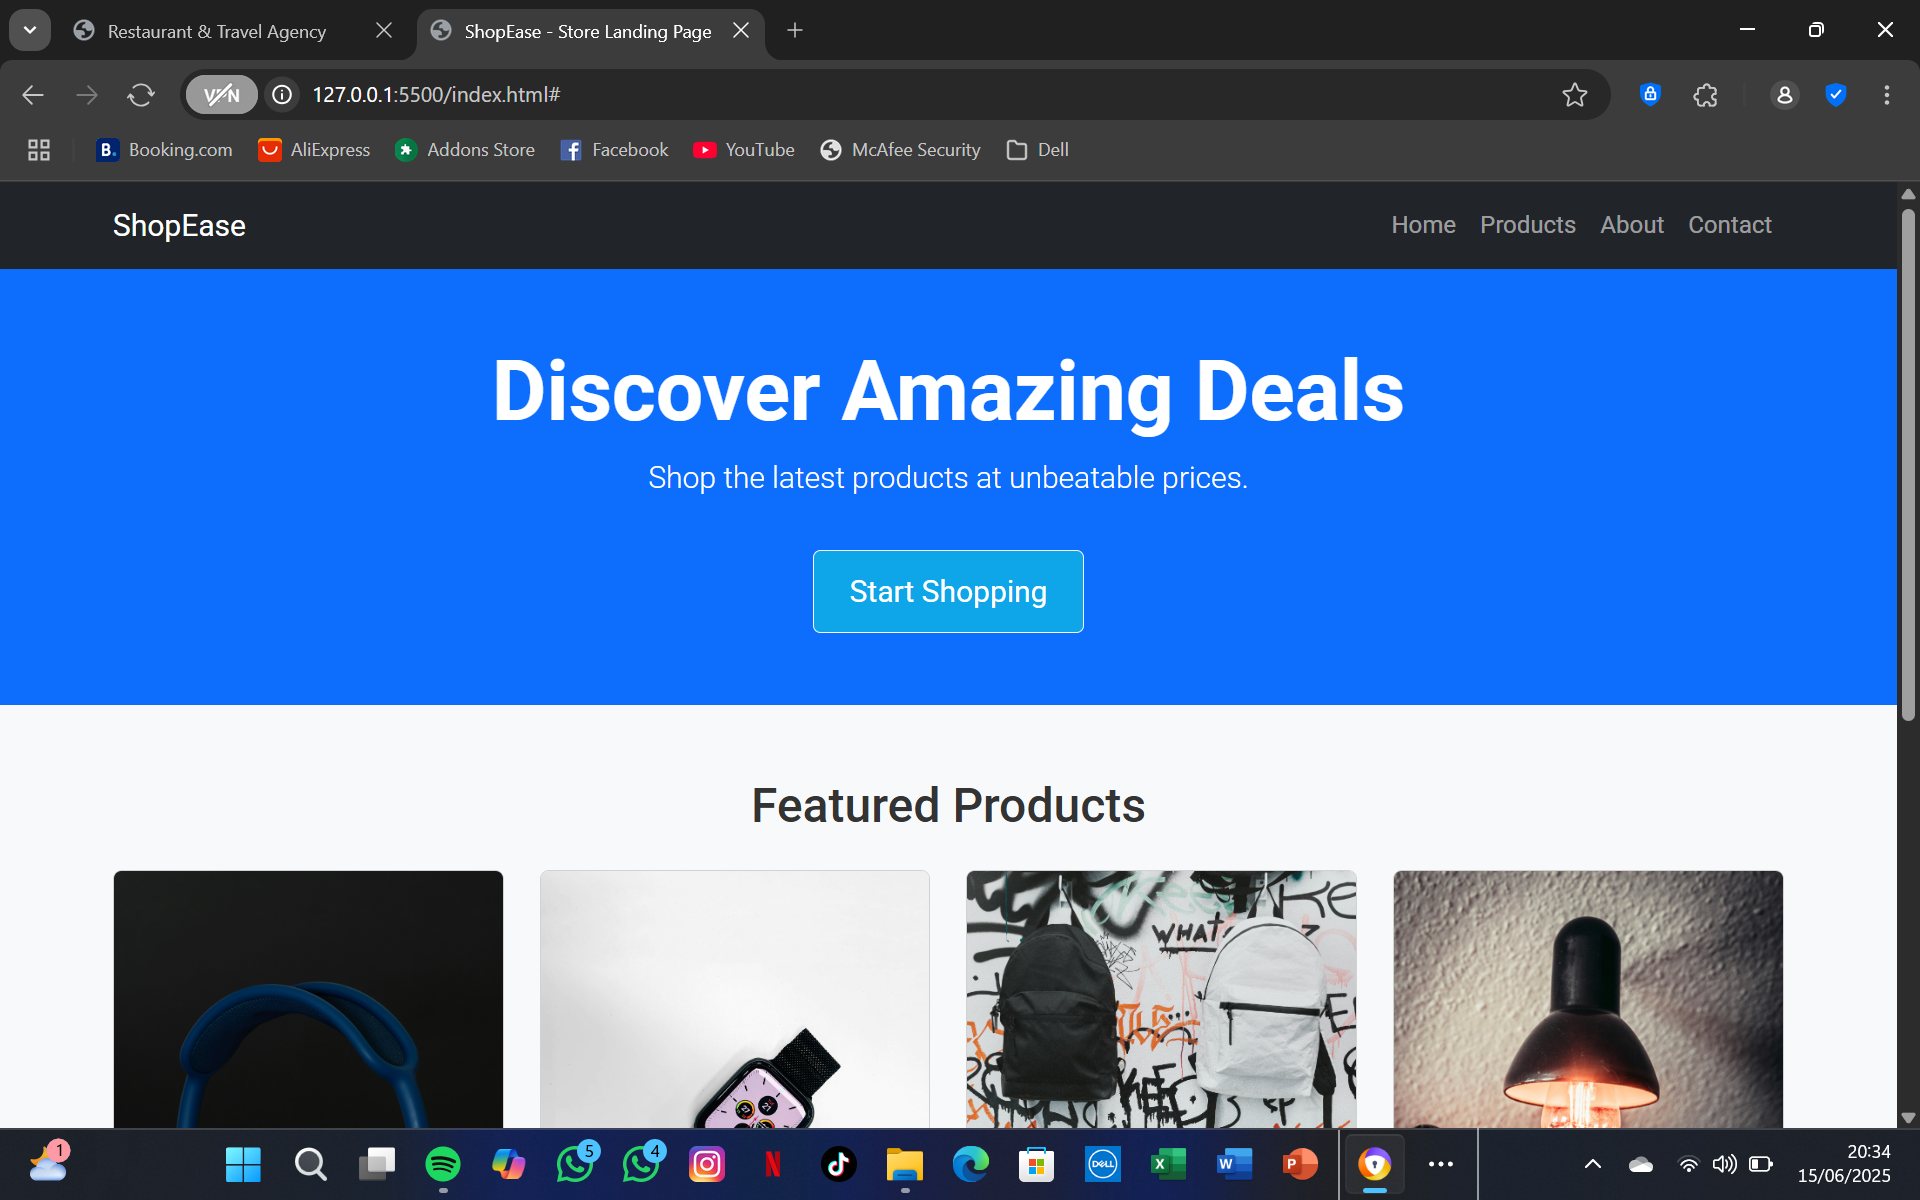 Restaurant & Travel Agency
ShopEase - Store Landing Page
VPN
127.0.0.1:5500/index.html#
B. Booking.com
AliExpress
Addons Store
Facebook
YouTube
McAfee Security
Dell
ShopEase
Home
Products
About
Contact
Discover Amazing Deals
Shop the latest products at unbeatable prices.
Start Shopping
Featured Products
WHAT
1
5
4
N
DELL
X
W
P
20:34
15/06/2025